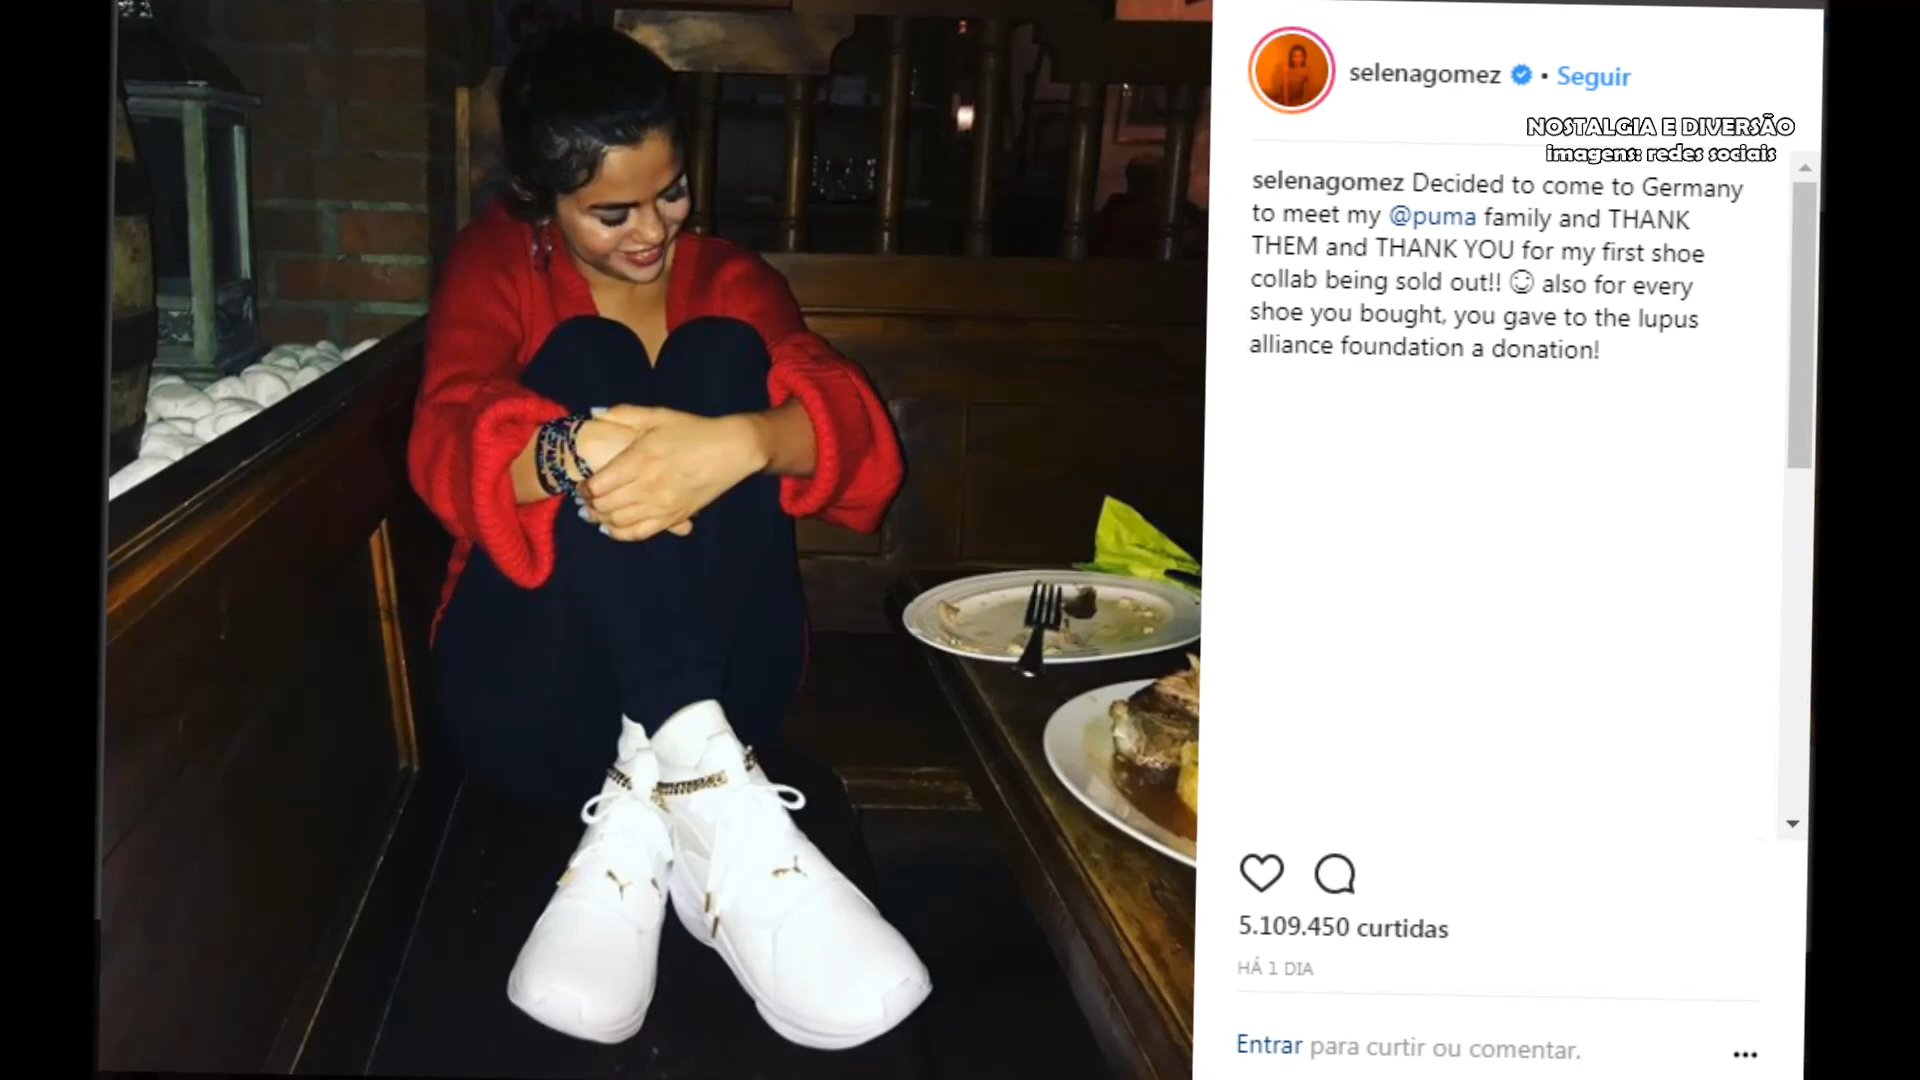 selenagomez • Seguir
NOSTALGIA E DIVERSÃO
imagens: redes sociais
selenagomez Decided to come to Germany
to meet my @puma family and THANK
THEM and THANK YOU for my first shoe
collab being sold out!! ☺ also for every
shoe you bought, you gave to the lupus
alliance foundation a donation!
5.109.450 curtidas
HÁ 1 DIA
Entrar para curtir ou comentar.